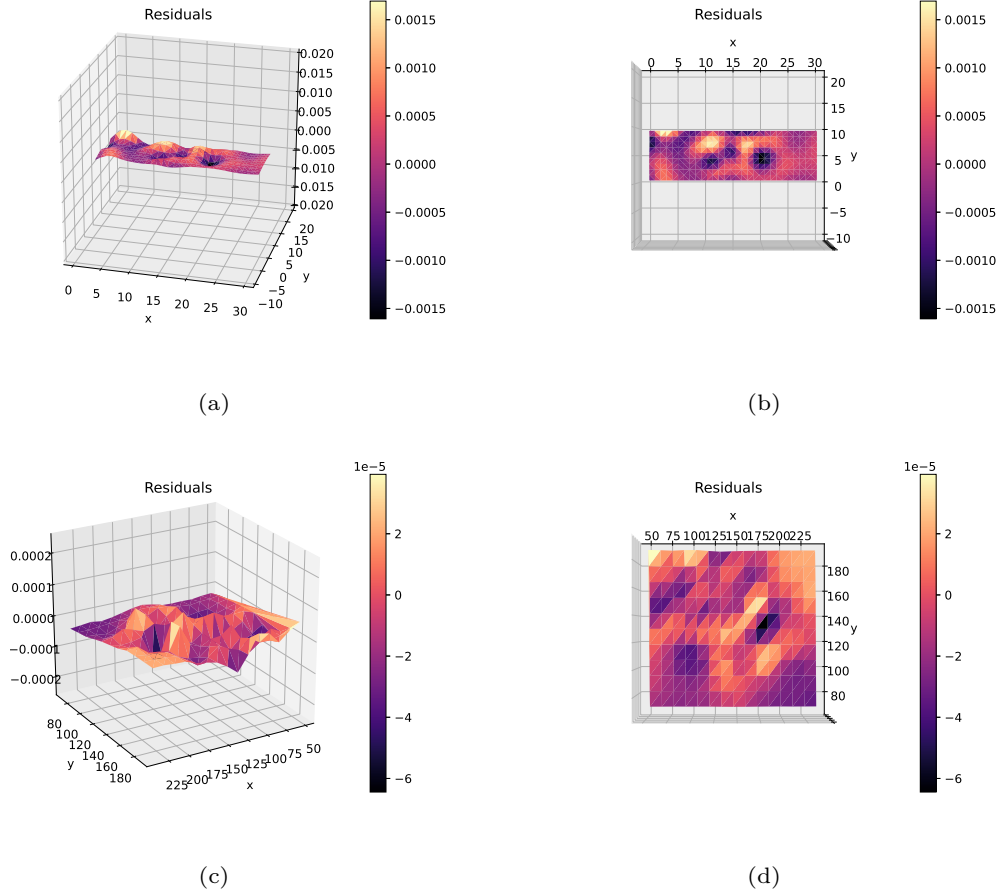 Residuals
0.020
0.015
0.010
0.005
0.000
−0.005
−0.010
−0.015
−0.020
20
15
10
5
0
−5
−10
y
0 5 10 15 20 25 30
x
0.0015
0.0010
0.0005
0.0000
−0.0005
−0.0010
−0.0015
(a)
Residuals
x
0 5 10 15 20 25 30
20
15
10
5
0
−5
−10
y
0.0015
0.0010
0.0005
0.0000
−0.0005
−0.0010
−0.0015
(b)
Residuals
0.0002
0.0001
0.0000
−0.0001
−0.0002
80
100
120
140
160
180
y
225 200 175 150 125 100 75 50
x
1e−5
2
0
−2
−4
−6
(c)
Residuals
x
50 75 100 125 150 175 200 225
180
160
140
120
100
80
y
1e−5
2
0
−2
−4
−6
(d)